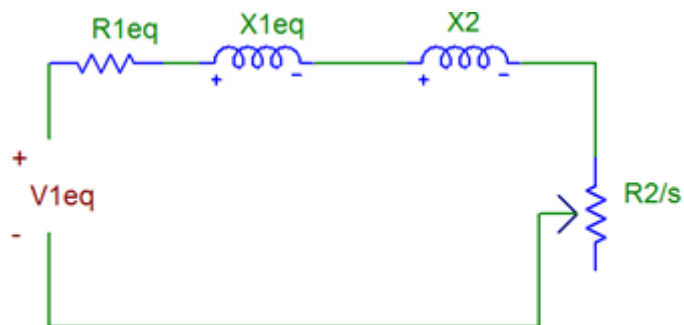 R1eq X1eq X2
+ - + -
+
V1eq
-
R2/s